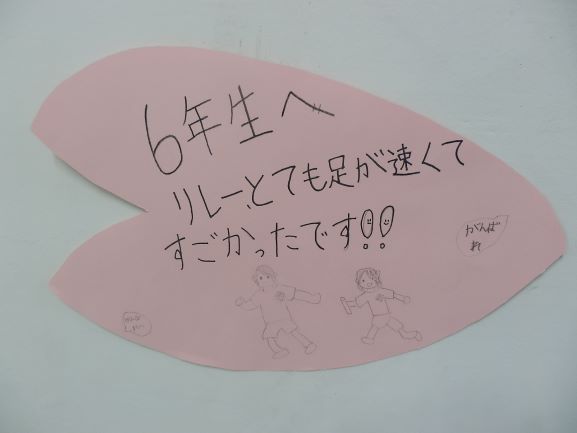 6年生へ
リレー、とても足が速くて
すごかったです!!
がんば
れ